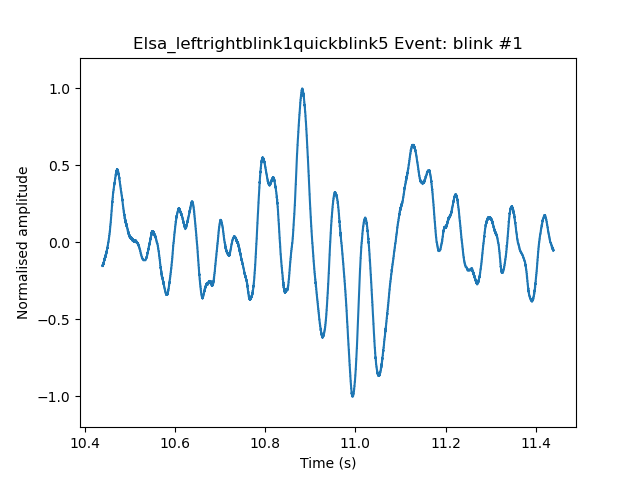 Elsa_leftrightblink1quickblink5 Event: blink #1
1.0
0.5
0.0
−0.5
−1.0
Normalised amplitude
10.4 10.6 10.8 11.0 11.2 11.4
Time (s)